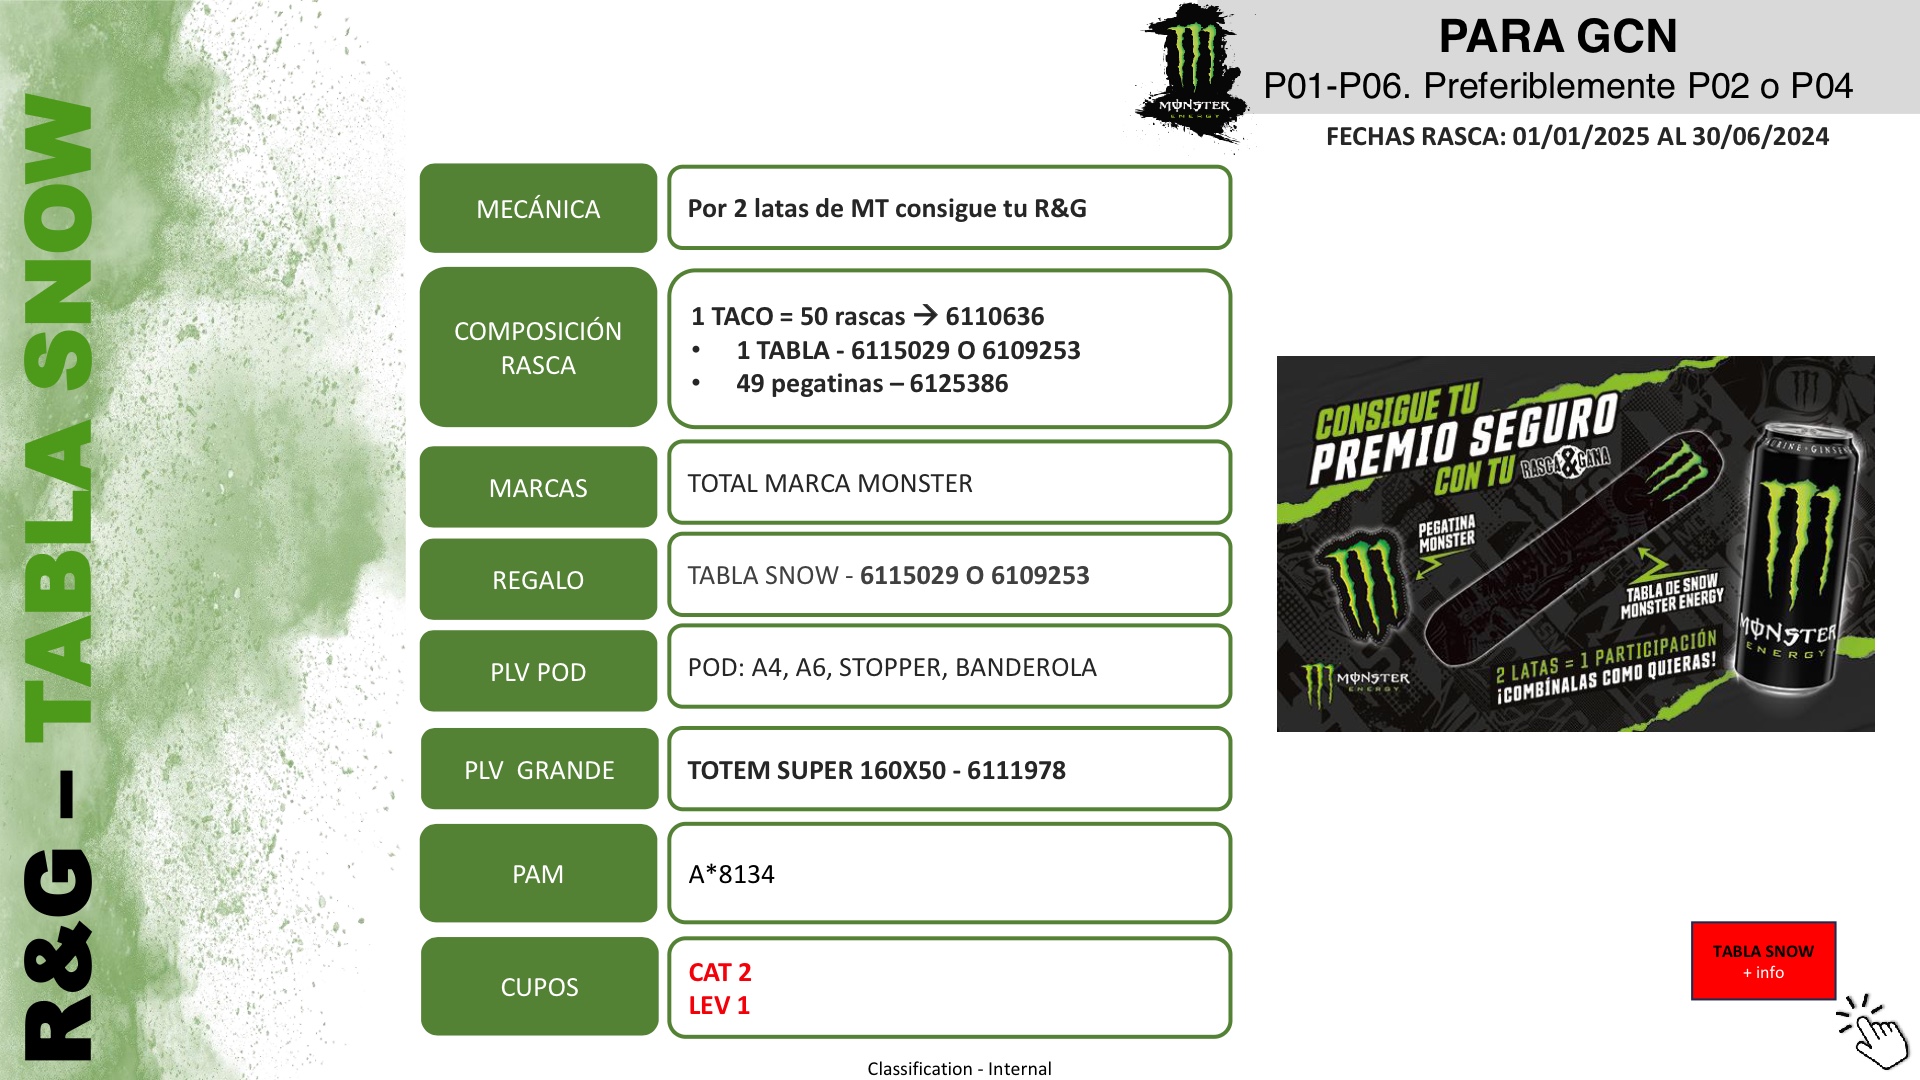 R&G – TABLA SNOW
MONSTER
ENERGY
PARA GCN
P01-P06. Preferiblemente P02 o P04
FECHAS RASCA: 01/01/2025 AL 30/06/2024
MECÁNICA
Por 2 latas de MT consigue tu R&G
COMPOSICIÓN
RASCA
1 TACO = 50 rascas → 6110636
• 1 TABLA - 6115029 O 6109253
• 49 pegatinas – 6125386
MARCAS
TOTAL MARCA MONSTER
REGALO
TABLA SNOW - 6115029 O 6109253
PLV POD
POD: A4, A6, STOPPER, BANDEROLA
PLV GRANDE
TOTEM SUPER 160X50 - 6111978
PAM
A*8134
CUPOS
CAT 2
LEV 1
CONSIGUE TU
PREMIO SEGURO
CON TU RASCA&GANA
PEGATINA
MONSTER
TABLA DE SNOW
MONSTER ENERGY
2 LATAS = 1 PARTICIPACIÓN
¡COMBÍNALAS COMO QUIERAS!
MONSTER
ENERGY
MONSTER
ENERGY
TABLA SNOW
+ info
Classification - Internal